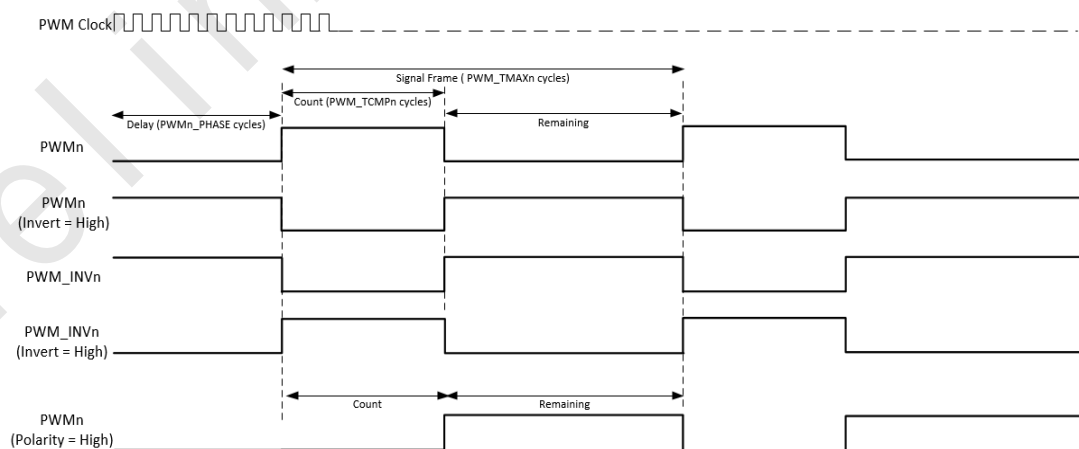 PWM Clock
Signal Frame ( PWM_TMAXn cycles)
Count (PWM_TCMPn cycles)
Delay (PWMn_PHASE cycles)
Remaining
PWMn
PWMn
(Invert = High)
PWM_INVn
PWM_INVn
(Invert = High)
Count
Remaining
PWMn
(Polarity = High)